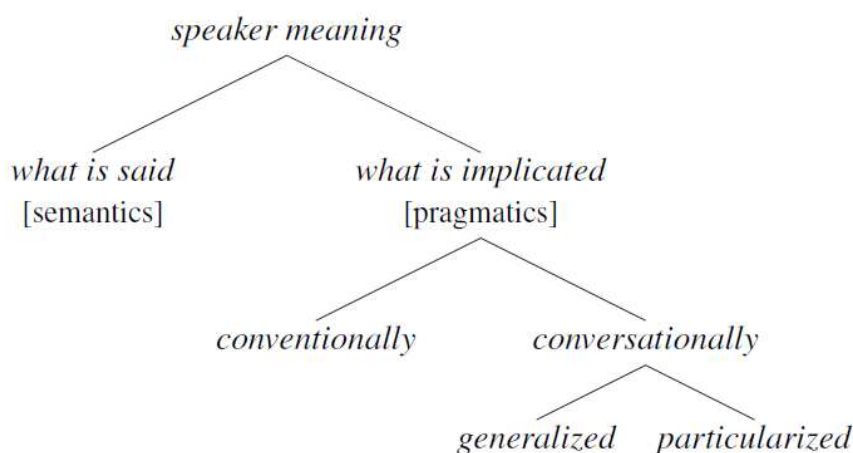 speaker meaning
what is said what is implicated
[semantics] [pragmatics]
conventionally conversationally
generalized particularized